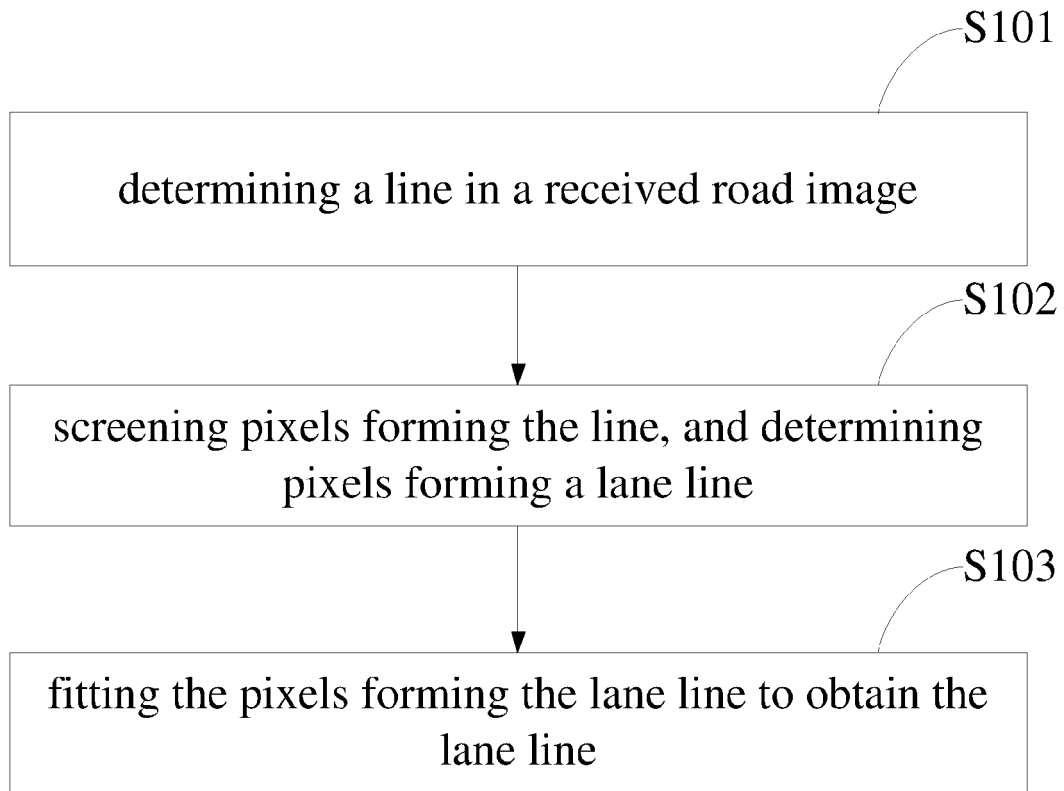 S101
determining a line in a received road image
S102
screening pixels forming the line, and determining
pixels forming a lane line
S103
fitting the pixels forming the lane line to obtain the
lane line